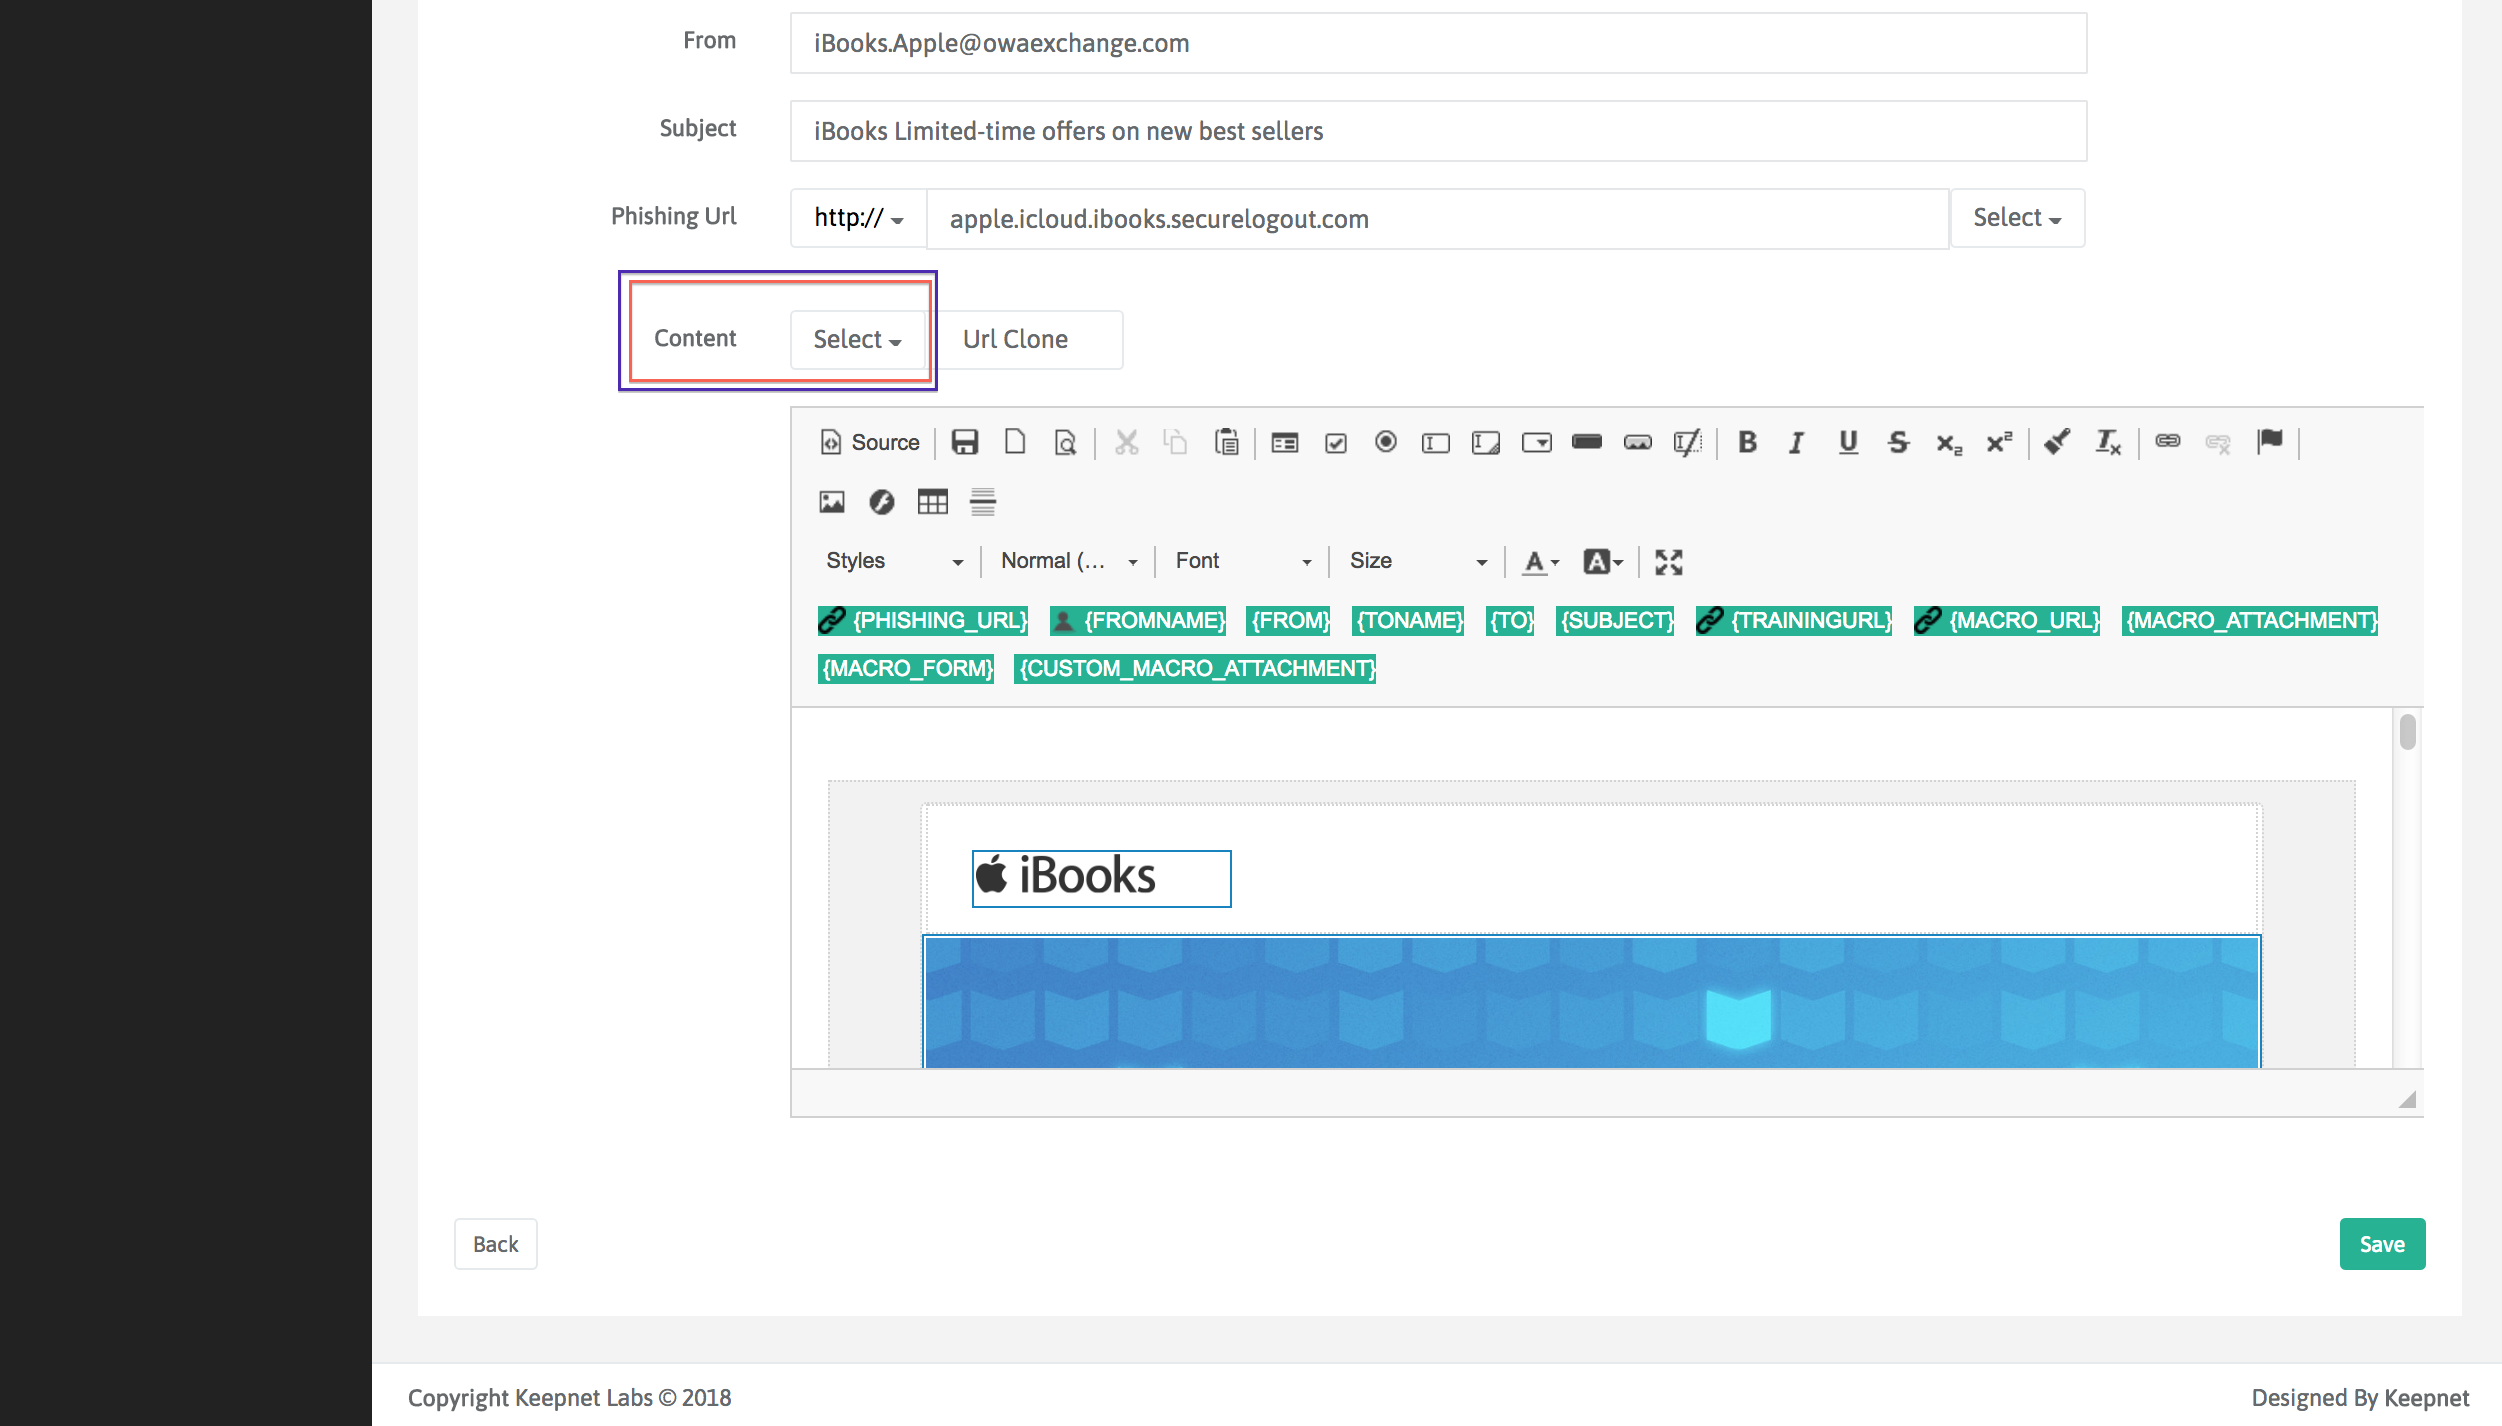 From
iBooks.Apple@owaexchange.com
Subject
iBooks Limited-time offers on new best sellers
Phishing Url
http://
apple.icloud.ibooks.securelogout.com
Select
Content
Select
Url Clone
Source
Styles
Normal (...
Font
Size
{PHISHING_URL} {FROMNAME} {FROM} {TONAME} {TO} {SUBJECT} {TRAININGURL} {MACRO_URL} {MACRO_ATTACHMENT}
{MACRO_FORM} {CUSTOM_MACRO_ATTACHMENT}
iBooks
Back
Save
Copyright Keepnet Labs © 2018
Designed By Keepnet